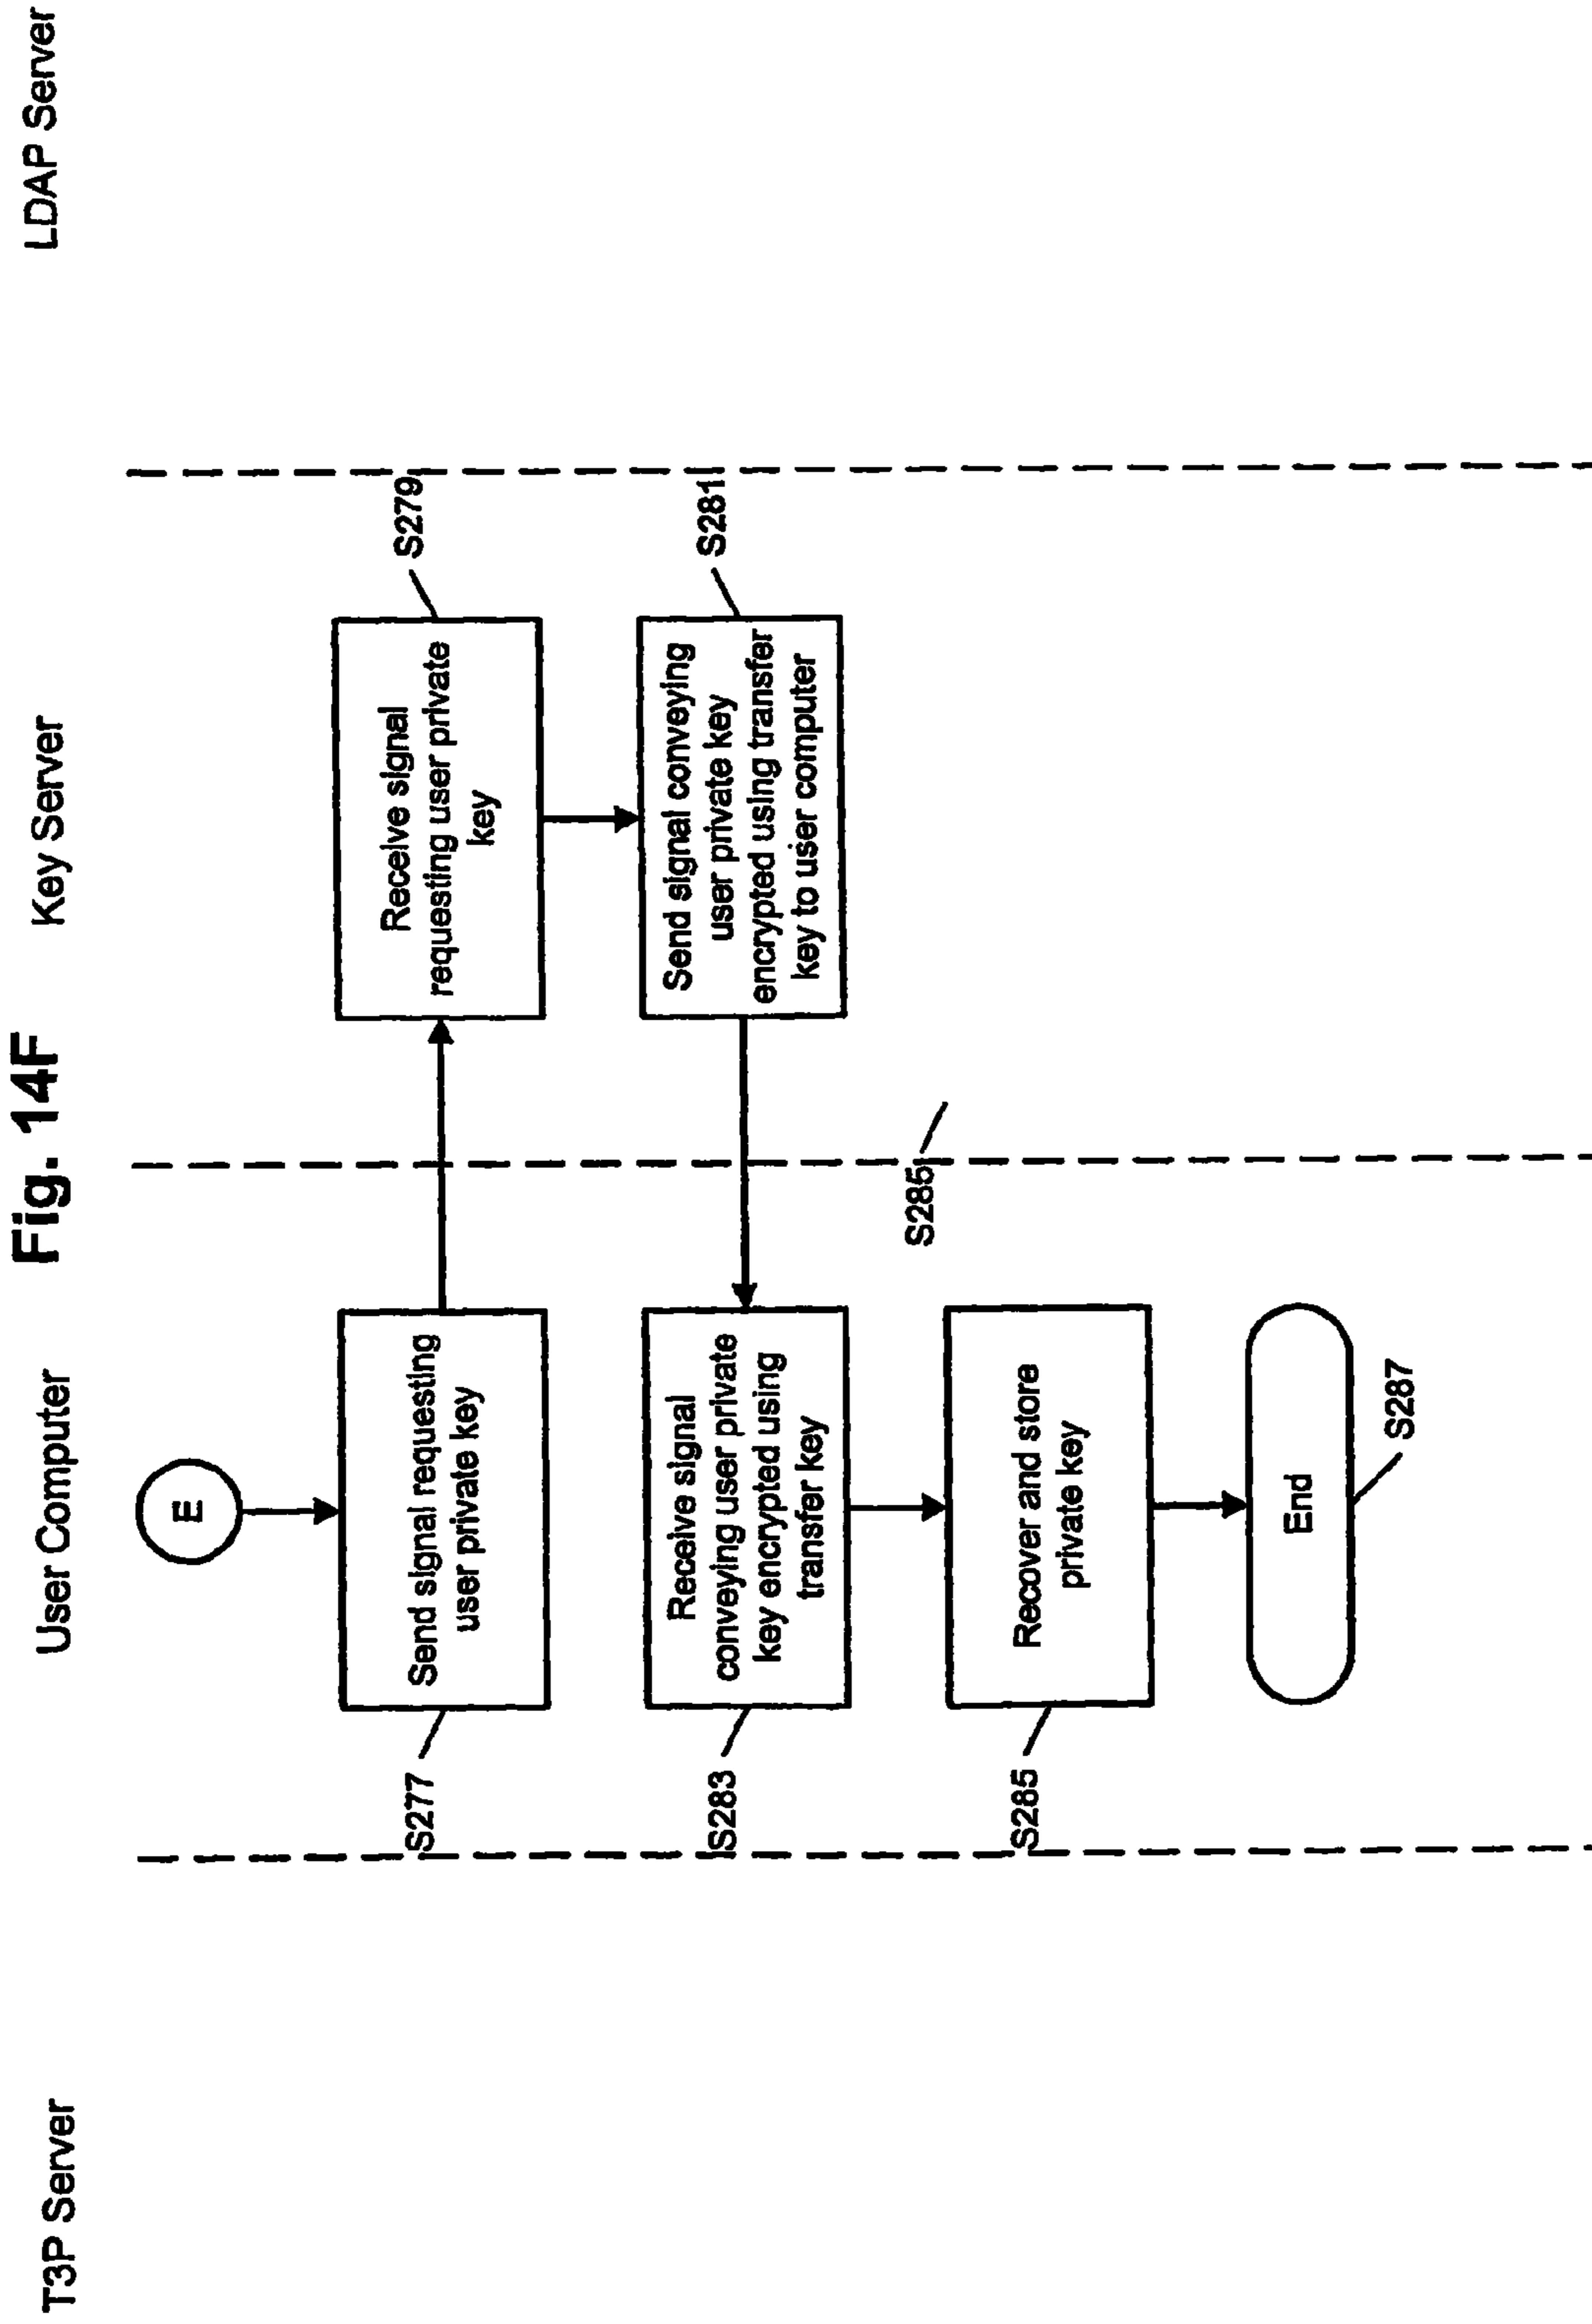 Fig. 14F
T3P Server
User Computer
Key Server
LDAP Server
E
S277
Send signal requesting
user private key
Receive signal
requesting user private
key
S279
S283
Receive signal
conveying user private
key encrypted using
transfer key
Send signal conveying
user private key
encrypted using transfer
key to user computer
S281
S285
S285
Recover and store
private key
End
S287